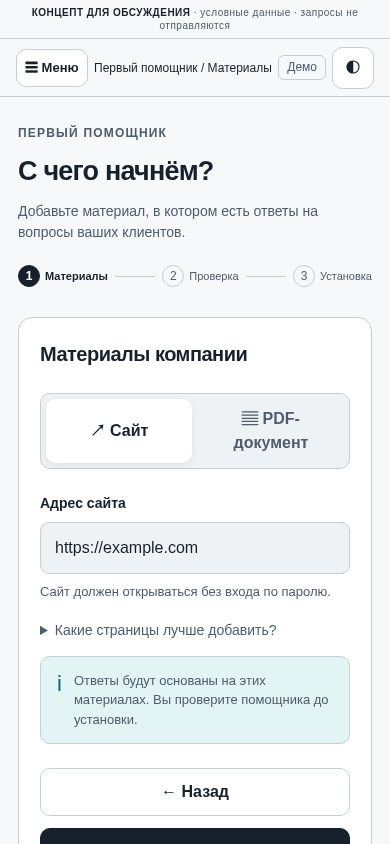 КОНЦЕПТ ДЛЯ ОБСУЖДЕНИЯ · условные данные · запросы не
отправляются
☰ Меню Первый помощник / Материалы Демо
ПЕРВЫЙ ПОМОЩНИК
С чего начнём?
Добавьте материал, в котором есть ответы на
вопросы ваших клиентов.
1 Материалы 2 Проверка 3 Установка
Материалы компании
↗ Сайт
▤ PDF-
документ
Адрес сайта
https://example.com
Сайт должен открываться без входа по паролю.
▶ Какие страницы лучше добавить?
i Ответы будут основаны на этих
материалах. Вы проверите помощника до
установки.
← Назад